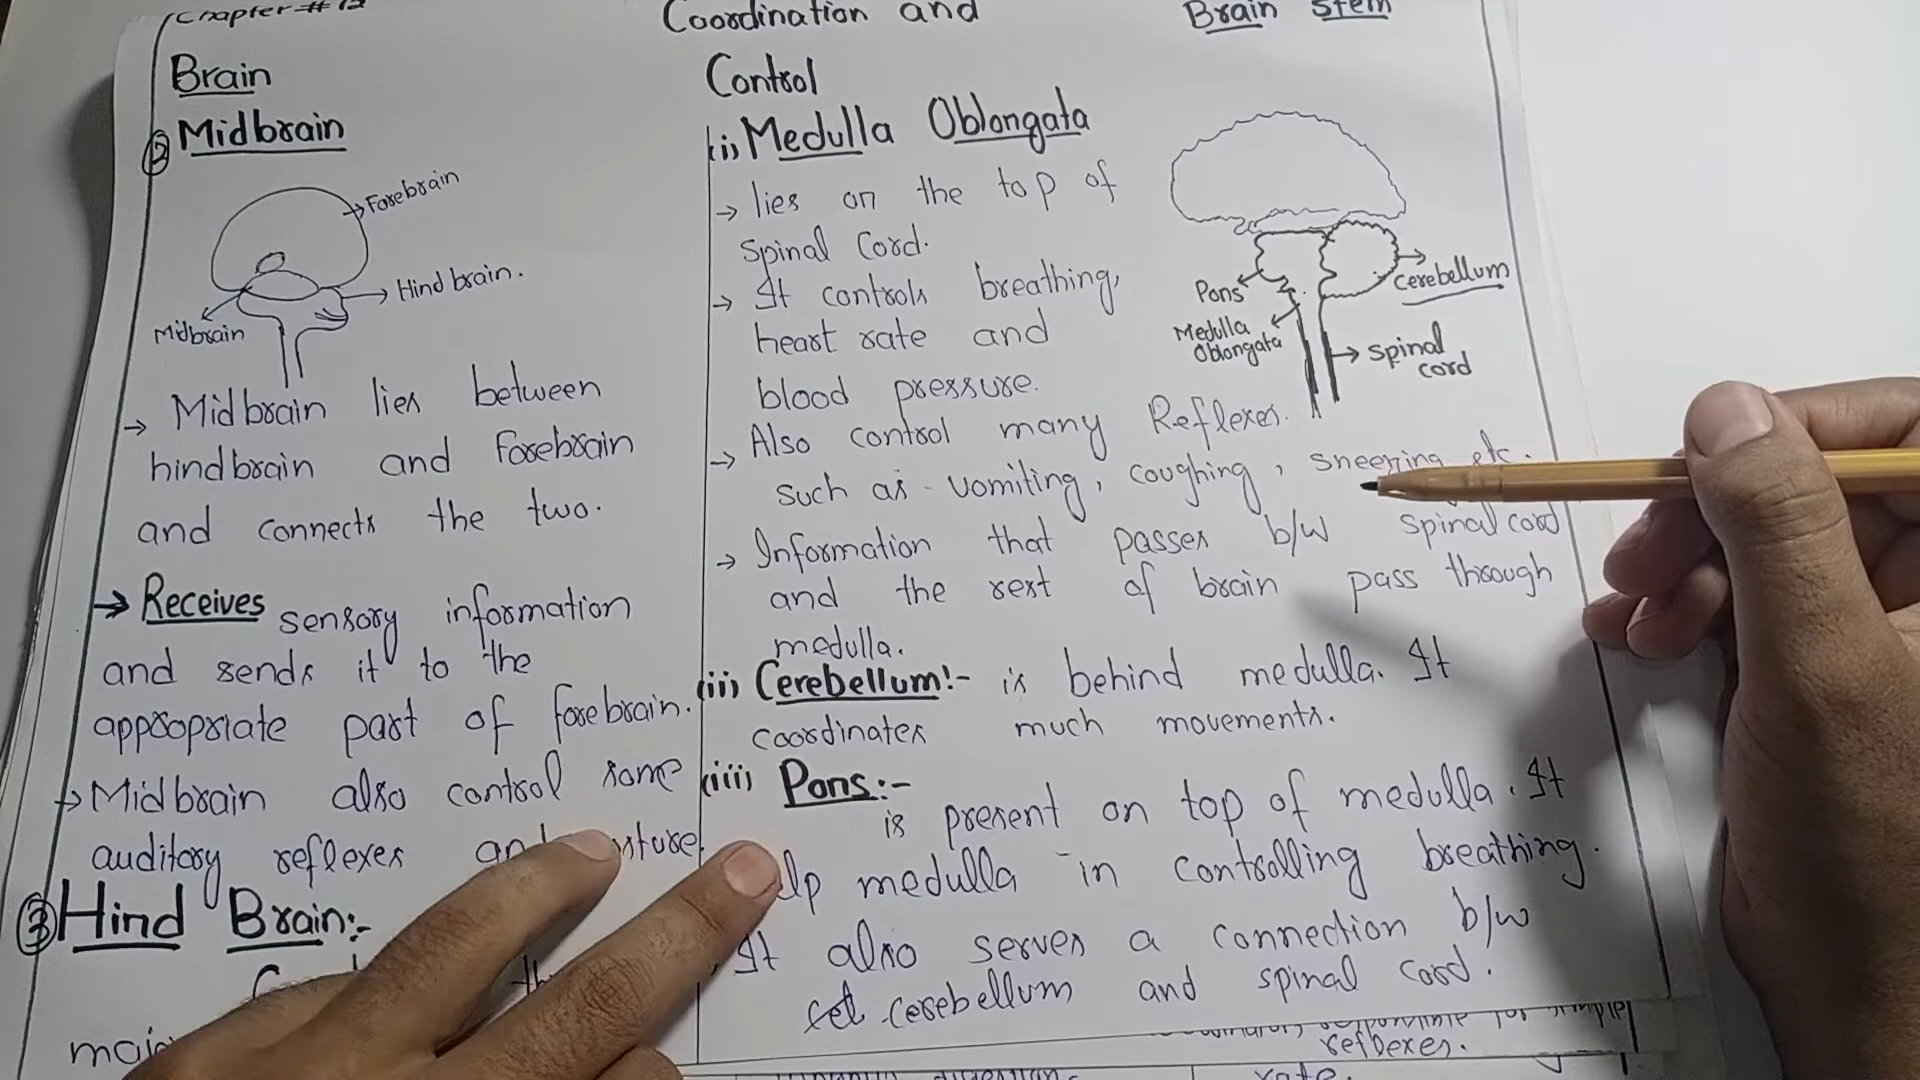 Chapter # 12
Coordination and
Brain Stem
Brain
② Midbrain
Forebrain
Hind brain.
Midbrain
→ Midbrain lies between
hindbrain and Forebrain
and connects the two.
→ Receives sensory information
and sends it to the
appropriate part of forebrain.
→ Midbrain also control some
auditory reflexes and
③ Hind Brain:-
Control
(i) Medulla Oblongata
→ lies on the top of
Spinal Cord.
→ It controls breathing,
heart rate and
blood pressure.
→ Also control many Reflexes.
such as vomiting, coughing, sneezing etc.
→ Information that passes b/w spinal cord
and the rest of brain pass through
medulla.
Pons
Cerebellum
Medulla
Oblongata
Spinal
cord
(ii) Cerebellum!- is behind medulla. It
coordinates much movements.
(iii) Pons:-
is present on top of medulla. It
medulla in controlling breathing.
It also serves a connection b/w
cerebellum and spinal cord.
reflexes.
rate.